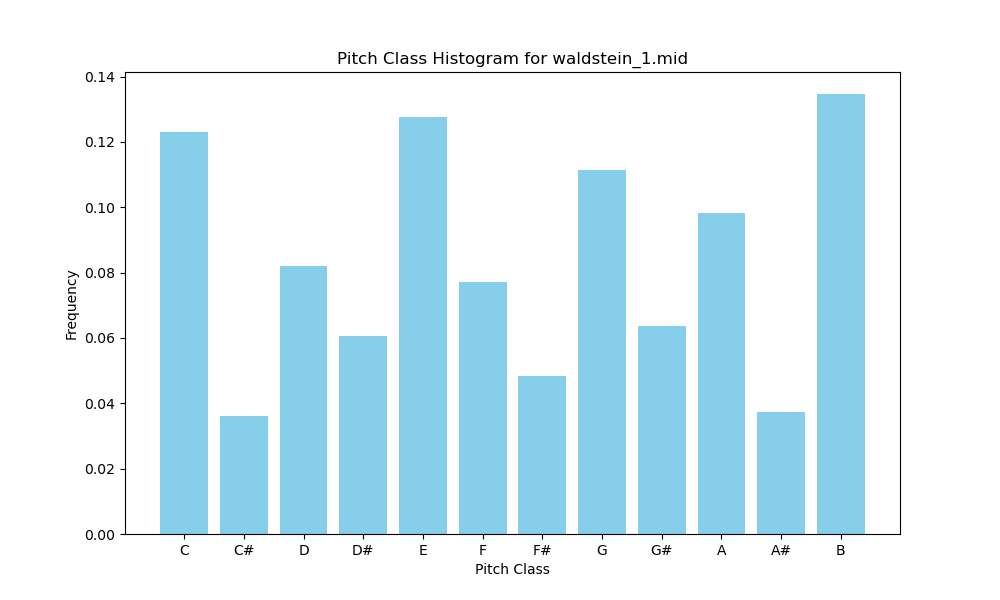 Pitch Class Histogram for waldstein_1.mid
0.14
0.12
0.10
0.08
0.06
0.04
0.02
0.00
Frequency
C C# D D# E F F# G G# A A# B
Pitch Class